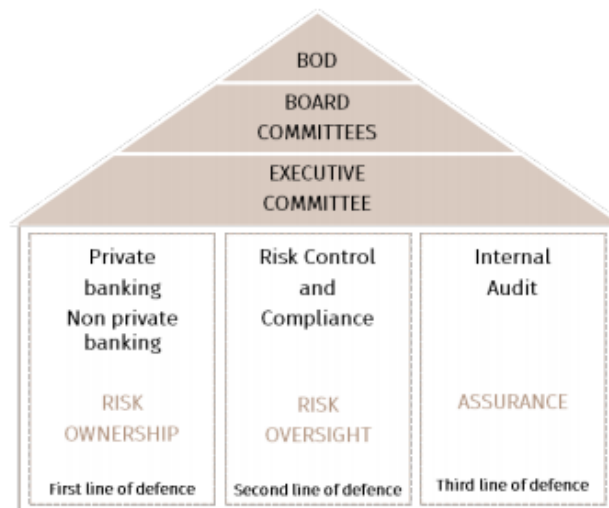 BOD
BOARD
COMMITTEES
EXECUTIVE
COMMITTEE
Private
banking
Non private
banking
RISK
OWNERSHIP
First line of defence
Risk Control
and
Compliance
RISK
OVERSIGHT
Second line of defence
Internal
Audit
ASSURANCE
Third line of defence